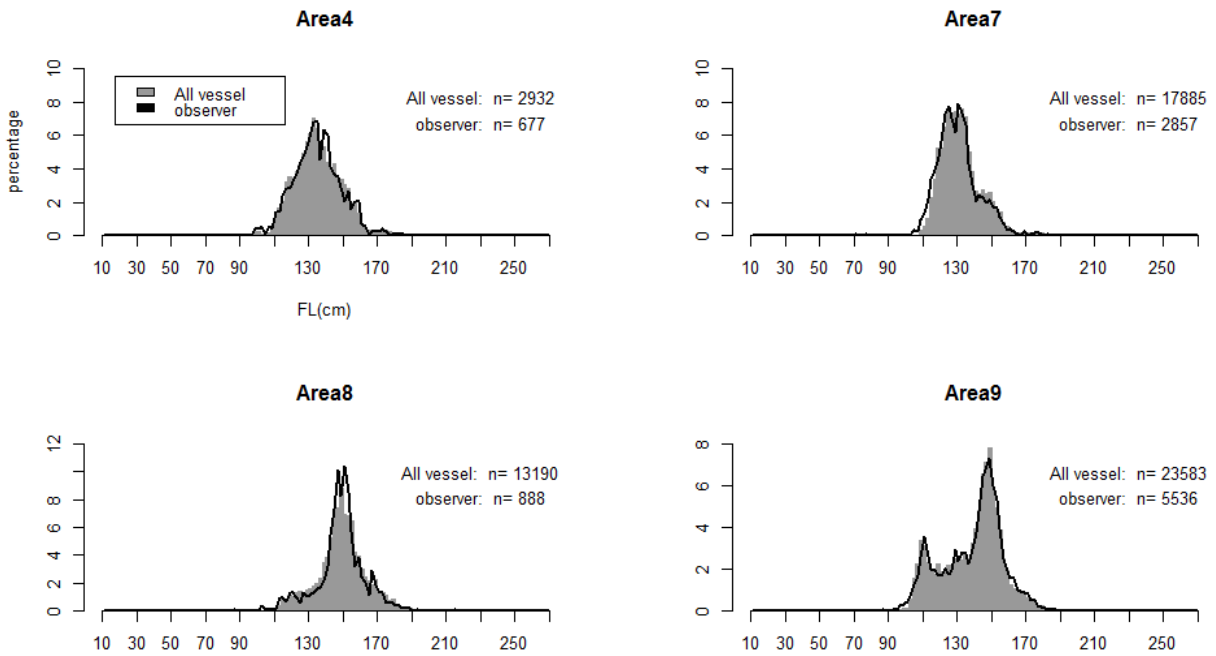 Area4
percentage
10
8
6
4
2
0
All vessel
observer
All vessel: n= 2932
observer: n= 677
10 30 50 70 90 130 170 210 250
FL(cm)
Area7
10
8
6
4
2
0
All vessel: n= 17885
observer: n= 2857
10 30 50 70 90 130 170 210 250
Area8
12
8
6
4
2
0
All vessel: n= 13190
observer: n= 888
10 30 50 70 90 130 170 210 250
Area9
8
6
4
2
0
All vessel: n= 23583
observer: n= 5536
10 30 50 70 90 130 170 210 250